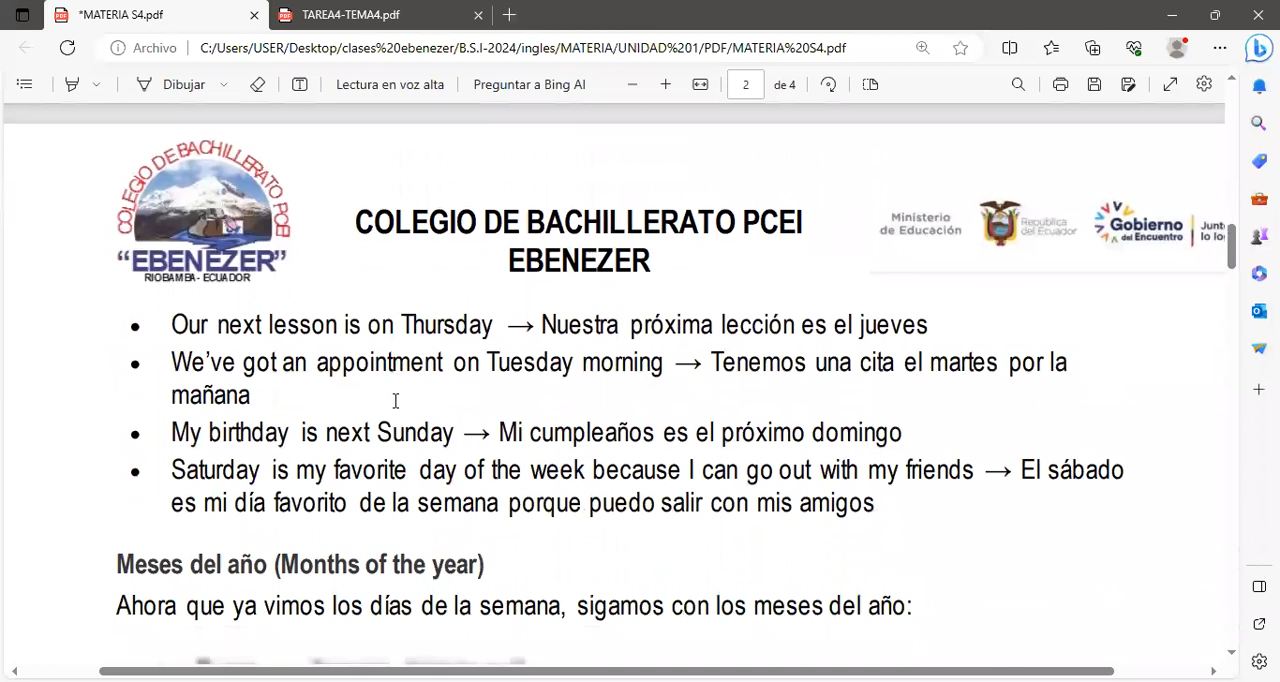 *MATERIA S4.pdf
TAREA4-TEMA4.pdf
Archivo
C:/Users/USER/Desktop/clases%20ebenezer/B.S.I-2024/ingles/MATERIA/UNIDAD%201/PDF/MATERIA%20S4.pdf
Dibujar
Lectura en voz alta
Preguntar a Bing AI
2
de 4
COLEGIO DE BACHILLERATO PCEI
"EBENEZER"
RIOBAMBA - ECUADOR
COLEGIO DE BACHILLERATO PCEI
EBENEZER
Ministerio
de Educación
República
del Ecuador
Gobierno
del Encuentro
Junt
lo lo
• Our next lesson is on Thursday → Nuestra próxima lección es el jueves
• We've got an appointment on Tuesday morning → Tenemos una cita el martes por la
mañana
• My birthday is next Sunday → Mi cumpleaños es el próximo domingo
• Saturday is my favorite day of the week because I can go out with my friends → El sábado
es mi día favorito de la semana porque puedo salir con mis amigos
Meses del año (Months of the year)
Ahora que ya vimos los días de la semana, sigamos con los meses del año: